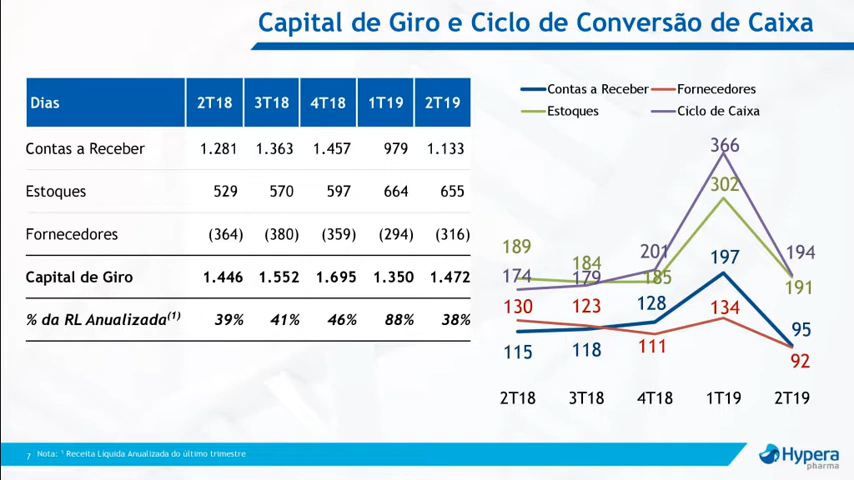 Capital de Giro e Ciclo de Conversão de Caixa
Dias 2T18 3T18 4T18 1T19 2T19
Contas a Receber 1.281 1.363 1.457 979 1.133
Estoques 529 570 597 664 655
Fornecedores (364) (380) (359) (294) (316)
Capital de Giro 1.446 1.552 1.695 1.350 1.472
% da RL Anualizada(1) 39% 41% 46% 88% 38%
Contas a Receber Fornecedores
Estoques Ciclo de Caixa
366
302
189 184 201 197 194
174 179 185 191
130 123 128 134 95
115 118 111 92
2T18 3T18 4T18 1T19 2T19
7 Nota: ¹ Receita Líquida Anualizada do último trimestre
Hypera
pharma